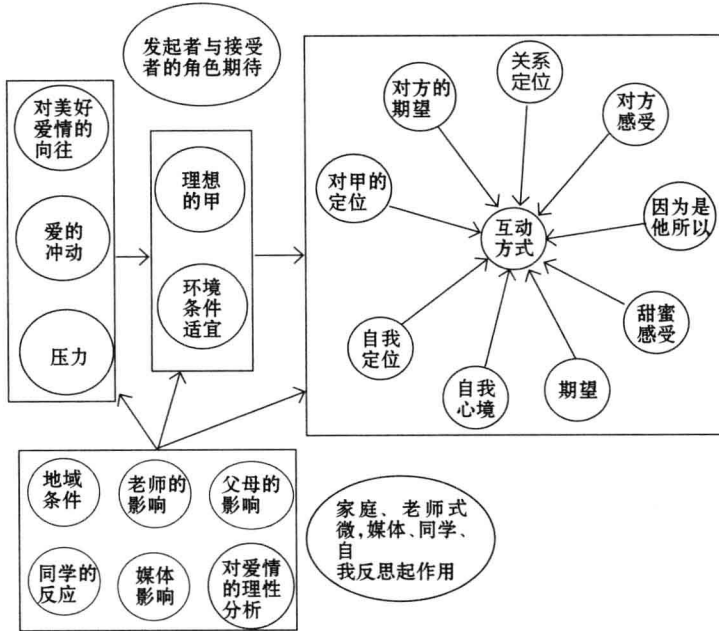 发起者与接受
者的角色期待
对美好
爱情的
向往
爱的
冲动
压力
理想
的甲
环境
条件
适宜
关系
定位
对方的
期望
对方
感受
对甲的
定位
因为是
他所以
互动
方式
甜蜜
感受
自我
定位
自我
心境
期望
地域
条件
老师的
影响
父母的
影响
同学的
反应
媒体
影响
对爱情
的理性
分析
家庭、老师式
微,媒体、同学、
自
我反思起作用